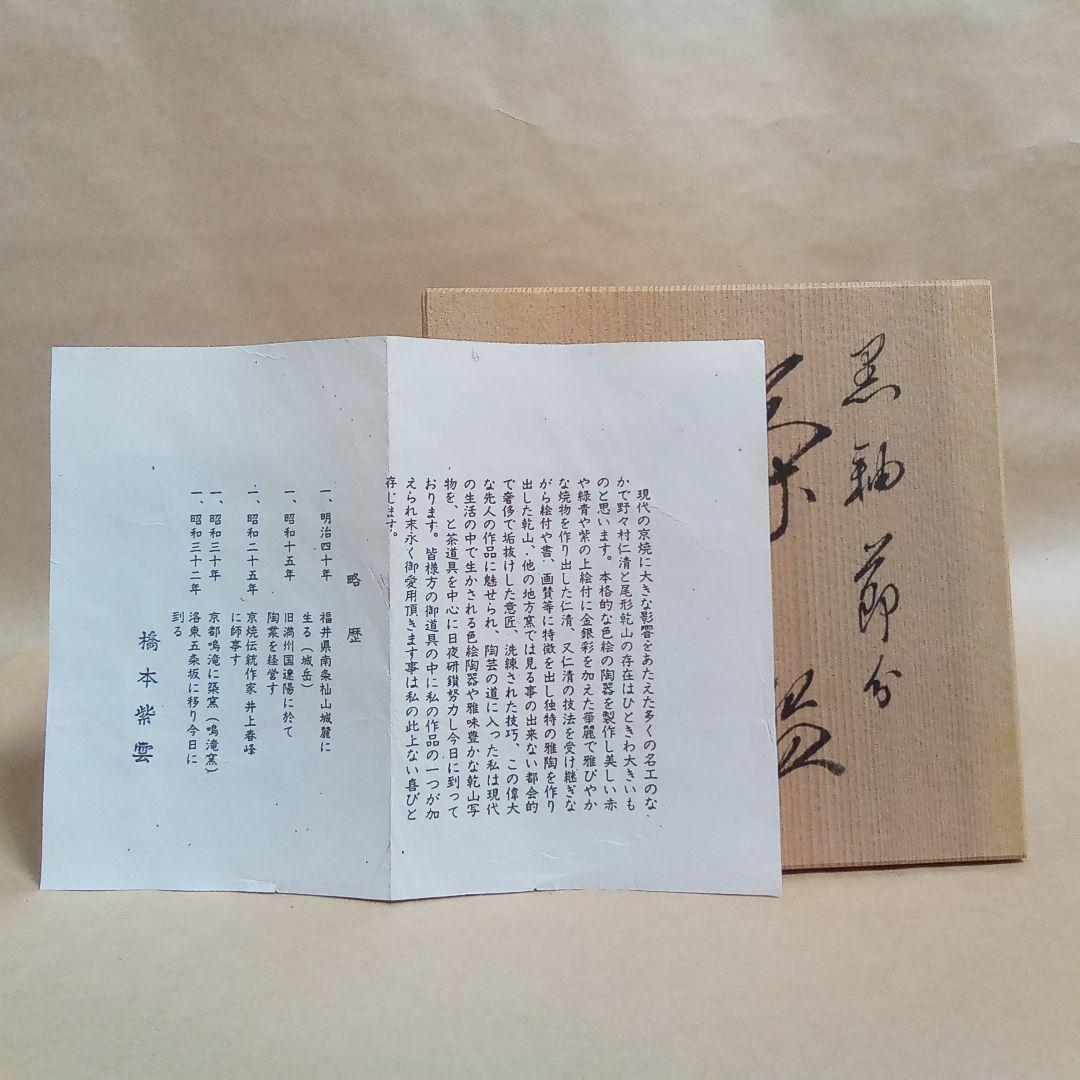 現代の京焼に大きな影響をあたえた多くの名工のな
かで野々村仁清と尾形乾山の存在はひときわ大きいも
のと思います。本格的な色絵の陶器を製作し美しい赤
や緑青や紫の上絵付に金銀彩を加えた華麗で雅びやか
な焼物を作り出した仁清、又仁清の技法を受け継ぎな
がら絵付や書、画賛等に特徴を出し独特の雅陶を作り
出した乾山、他の地方窯では見る事の出来ない都会的
で奢侈で垢抜けした意匠、洗練された技巧、この偉大
な先人の作品に魅せられ、陶芸の道に入った私は現代
の生活の中で生かされる色絵陶器や雅味豊かな乾山写
物を、と茶道具を中心に日夜研鑚努力し今日に到って
おります。皆様方の御道具の中に私の作品の一つが加
えられ末永く御愛用頂きます事は私の此上ない喜びと
存じます。
略歴
一、明治四十年 福井県南条杣山城麓に
生る（城岳）
一、昭和十五年 旧満州国遼陽に於て
陶業を経営す
一、昭和二十五年 京焼伝統作家 井上春峰
に師事す
一、昭和三十年 京都鳴滝に築窯（鳴滝窯）
一、昭和三十二年 洛東五条坂に移り今日に
到る
橋本紫雲
黒釉節分
茶盌